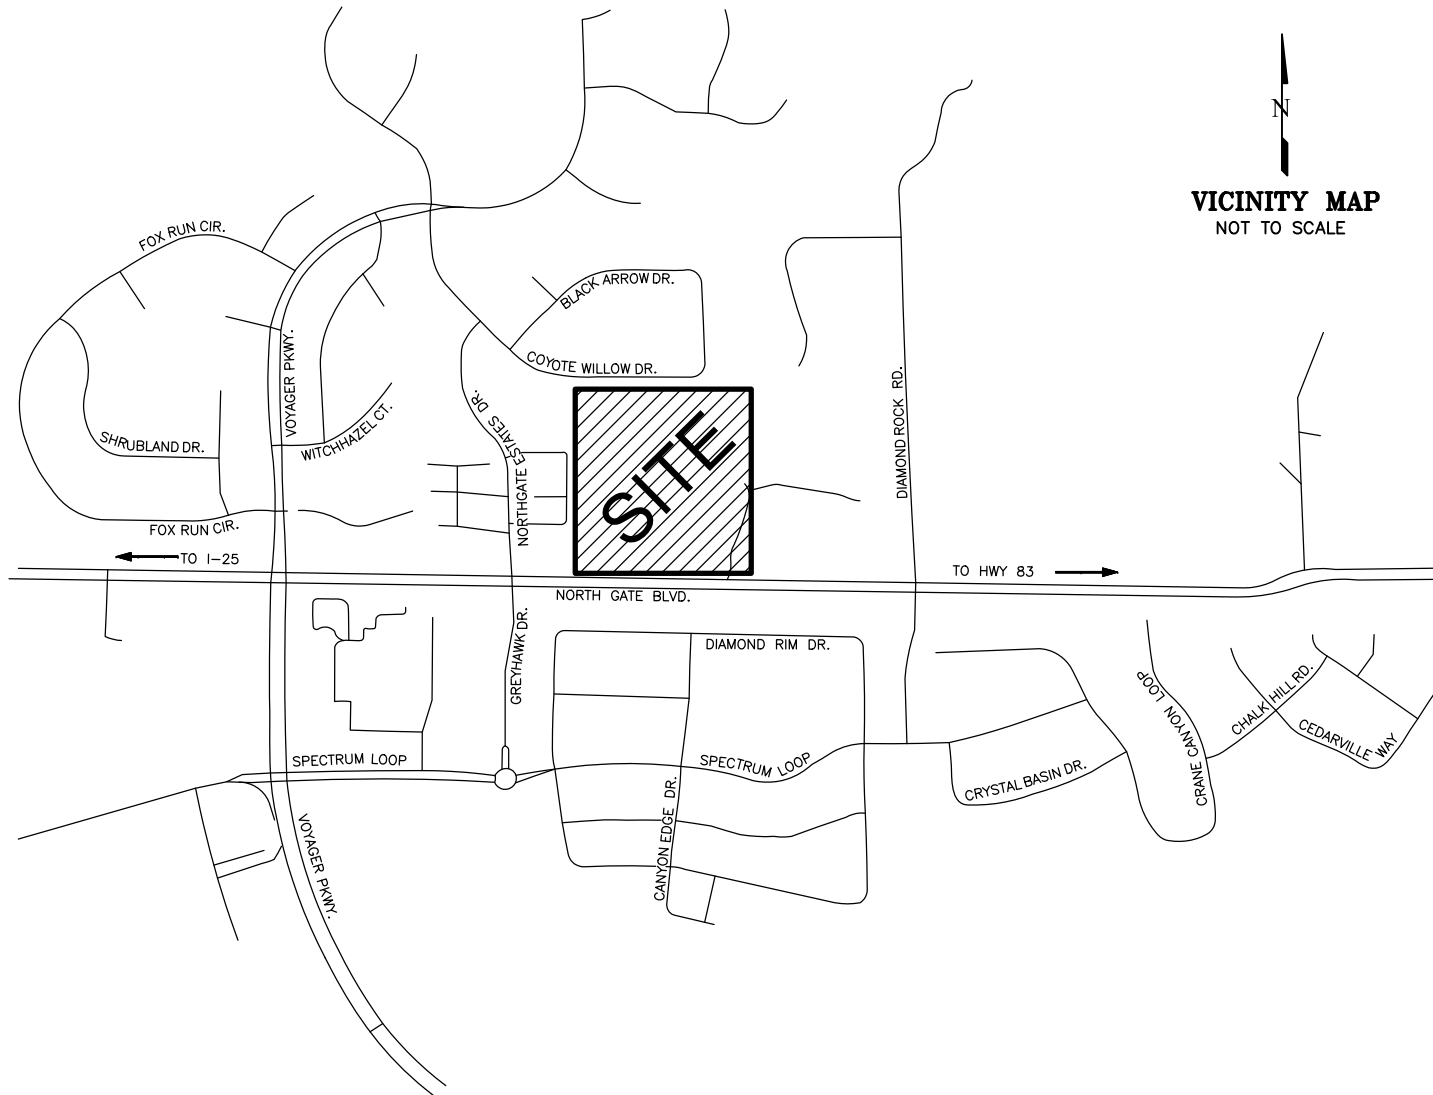 N
VICINITY MAP
NOT TO SCALE
FOX RUN CIR.
BLACK ARROW DR.
COYOTE WILLOW DR.
VOYAGER PKWY.
DIAMOND ROCK RD.
WITCHHAZEL CT.
NORTHGATE ESTATES DR.
SHRUBLAND DR.
SITE
FOX RUN CIR.
TO I-25
TO HWY 83
NORTH GATE BLVD.
GREYHAWK DR.
DIAMOND RIM DR.
CRANE CANYON LOOP
CHALK HILL RD.
CEDARVILLE WAY
SPECTRUM LOOP
SPECTRUM LOOP
CRYSTAL BASIN DR.
CANYON EDGE DR.
VOYAGER PKWY.